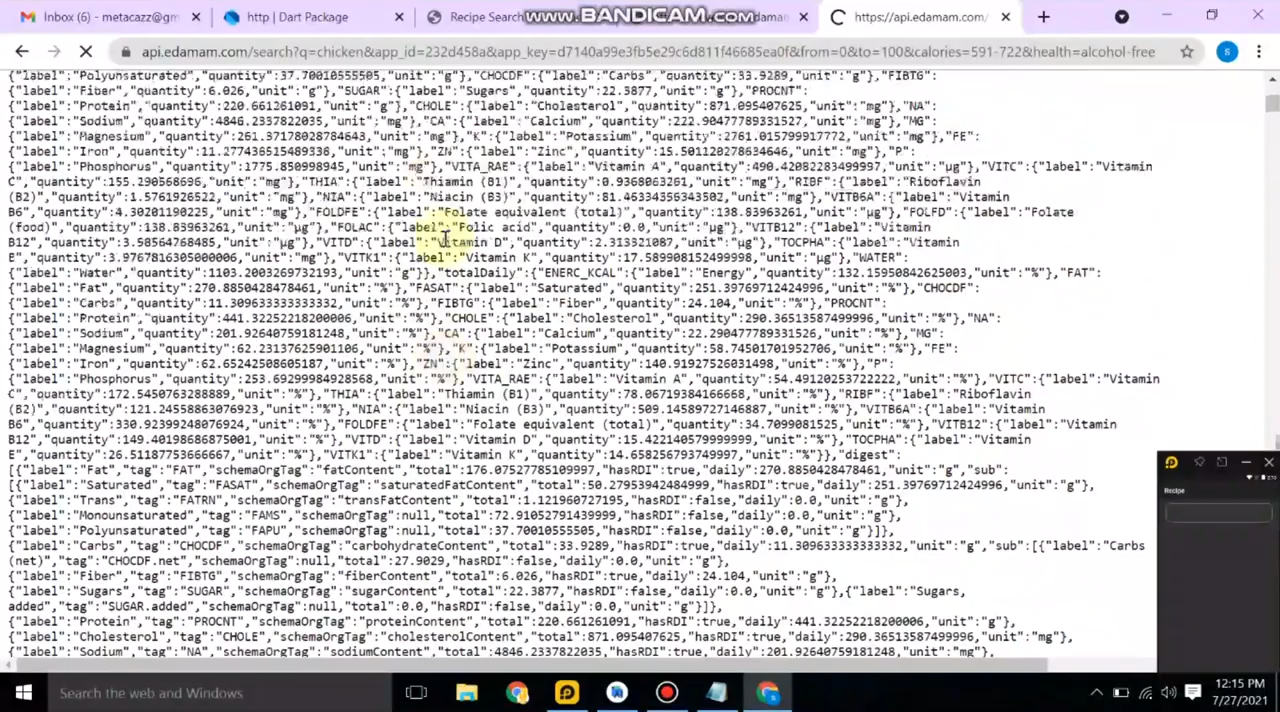 Inbox (6) - metacazz@gm
http | Dart Package
Recipe Search
www.BANDICAM.com
damam
https://api.edamam.com/
api.edamam.com/search?q=chicken&app_id=232d458a&app_key=d7140a99e3fb5e29c6d811f46685ea0f&from=0&to=100&calories=591-722&health=alcohol-free
S
{"label":"Polyunsaturated","quantity":37.70010555505,"unit":"g"},"CHOCDF":{"label":"Carbs","quantity":33.9289,"unit":"g"},"FIBTG":
{"label":"Fiber","quantity":6.026,"unit":"g"},"SUGAR":{"label":"Sugars","quantity":22.3877,"unit":"g"},"PROCNT":
{"label":"Protein","quantity":220.661261091,"unit":"g"},"CHOLE":{"label":"Cholesterol","quantity":871.095407625,"unit":"mg"},"NA":
{"label":"Sodium","quantity":4846.2337822035,"unit":"mg"},"CA":{"label":"Calcium","quantity":222.90477789331527,"unit":"mg"},"MG":
{"label":"Magnesium","quantity":261.37178028784643,"unit":"mg"},"K":{"label":"Potassium","quantity":2761.015799917772,"unit":"mg"},"FE":
{"label":"Iron","quantity":11.277436515489336,"unit":"mg"},"ZN":{"label":"Zinc","quantity":15.501120278634646,"unit":"mg"},"P":
{"label":"Phosphorus","quantity":1775.850998945,"unit":"mg"},"VITA_RAE":{"label":"Vitamin A","quantity":490.42082283499997,"unit":"µg"},"VITC":{"label":"Vitamin
C","quantity":155.290568696,"unit":"mg"},"THIA":{"label":"Thiamin (B1)","quantity":0.9368063261,"unit":"mg"},"RIBF":{"label":"Riboflavin
(B2)","quantity":1.5761926522,"unit":"mg"},"NIA":{"label":"Niacin (B3)","quantity":81.46334356343502,"unit":"mg"},"VITB6A":{"label":"Vitamin
B6","quantity":4.30201190225,"unit":"mg"},"FOLDFE":{"label":"Folate equivalent (total)","quantity":138.83963261,"unit":"µg"},"FOLFD":{"label":"Folate
(food)","quantity":138.83963261,"unit":"µg"},"FOLAC":{"label":"Folic acid","quantity":0.0,"unit":"µg"},"VITB12":{"label":"Vitamin
B12","quantity":3.98564768485,"unit":"µg"},"VITD":{"label":"Vitamin D","quantity":2.313321087,"unit":"µg"},"TOCPHA":{"label":"Vitamin
E","quantity":3.9767816305000006,"unit":"mg"},"VITK1":{"label":"Vitamin K","quantity":17.589908152499998,"unit":"µg"},"WATER":
{"label":"Water","quantity":1103.2003269732193,"unit":"g"}},"totalDaily":{"ENERC_KCAL":{"label":"Energy","quantity":132.15950842625003,"unit":"%"},"FAT":
{"label":"Fat","quantity":270.8850428478461,"unit":"%"},"FASAT":{"label":"Saturated","quantity":251.39769712424996,"unit":"%"},"CHOCDF":
{"label":"Carbs","quantity":11.309633333333332,"unit":"%"},"FIBTG":{"label":"Fiber","quantity":24.104,"unit":"%"},"PROCNT":
{"label":"Protein","quantity":441.32252218200006,"unit":"%"},"CHOLE":{"label":"Cholesterol","quantity":290.36513587499996,"unit":"%"},"NA":
{"label":"Sodium","quantity":201.92640759181248,"unit":"%"},"CA":{"label":"Calcium","quantity":22.290477789331526,"unit":"%"},"MG":
{"label":"Magnesium","quantity":62.23137625901106,"unit":"%"},"K":{"label":"Potassium","quantity":58.745017019527​06,"unit":"%"},"FE":
{"label":"Iron","quantity":62.65242508605187,"unit":"%"},"ZN":{"label":"Zinc","quantity":140.91927526031498,"unit":"%"},"P":
{"label":"Phosphorus","quantity":253.69299984928568,"unit":"%"},"VITA_RAE":{"label":"Vitamin A","quantity":54.49120253722222,"unit":"%"},"VITC":{"label":"Vitamin
C","quantity":172.5450763288889,"unit":"%"},"THIA":{"label":"Thiamin (B1)","quantity":78.06719384166668,"unit":"%"},"RIBF":{"label":"Riboflavin
(B2)","quantity":121.24558863076923,"unit":"%"},"NIA":{"label":"Niacin (B3)","quantity":509.14589727146887,"unit":"%"},"VITB6A":{"label":"Vitamin
B6","quantity":330.92399248076924,"unit":"%"},"FOLDFE":{"label":"Folate equivalent (total)","quantity":34.7099081525,"unit":"%"},"VITB12":{"label":"Vitamin
B12","quantity":149.40198686875001,"unit":"%"},"VITD":{"label":"Vitamin D","quantity":15.422140579999999,"unit":"%"},"TOCPHA":{"label":"Vitamin
E","quantity":26.51187753666667,"unit":"%"},"VITK1":{"label":"Vitamin K","quantity":14.658256793749997,"unit":"%"}},"digest":
[{"label":"Fat","tag":"FAT","schemaOrgTag":"fatContent","total":176.07527785109997,"hasRDI":true,"daily":270.8850428478461,"unit":"g","sub":
[{"label":"Saturated","tag":"FASAT","schemaOrgTag":"saturatedFatContent","total":50.27953942484999,"hasRDI":true,"daily":251.39769712424996,"unit":"g"},
{"label":"Trans","tag":"FATRN","schemaOrgTag":"transFatContent","total":1.121960727195,"hasRDI":false,"daily":0.0,"unit":"g"},
{"label":"Monounsaturated","tag":"FAMS","schemaOrgTag":null,"total":72.91052791439999,"hasRDI":false,"daily":0.0,"unit":"g"},
{"label":"Polyunsaturated","tag":"FAPU","schemaOrgTag":null,"total":37.70010555505,"hasRDI":false,"daily":0.0,"unit":"g"}]},
{"label":"Carbs","tag":"CHOCDF","schemaOrgTag":"carbohydrateContent","total":33.9289,"hasRDI":true,"daily":11.309633333333332,"unit":"g","sub":[{"label":"Carbs
(net)","tag":"CHOCDF.net","schemaOrgTag":null,"total":27.9029,"hasRDI":false,"daily":0.0,"unit":"g"},
{"label":"Fiber","tag":"FIBTG","schemaOrgTag":"fiberContent","total":6.026,"hasRDI":true,"daily":24.104,"unit":"g"},
{"label":"Sugars","tag":"SUGAR","schemaOrgTag":"sugarContent","total":22.3877,"hasRDI":false,"daily":0.0,"unit":"g"},{"label":"Sugars,
added","tag":"SUGAR.added","schemaOrgTag":null,"total":0.0,"hasRDI":false,"daily":0.0,"unit":"g"}]},
{"label":"Protein","tag":"PROCNT","schemaOrgTag":"proteinContent","total":220.661261091,"hasRDI":true,"daily":441.32252218200006,"unit":"g"},
{"label":"Cholesterol","tag":"CHOLE","schemaOrgTag":"cholesterolContent","total":871.095407625,"hasRDI":true,"daily":290.36513587499996,"unit":"mg"},
{"label":"Sodium","tag":"NA","schemaOrgTag":"sodiumContent","total":4846.2337822035,"hasRDI":true,"daily":201.92640759181248,"unit":"mg"},
Recipe
Search the web and Windows
12:15 PM
7/27/2021